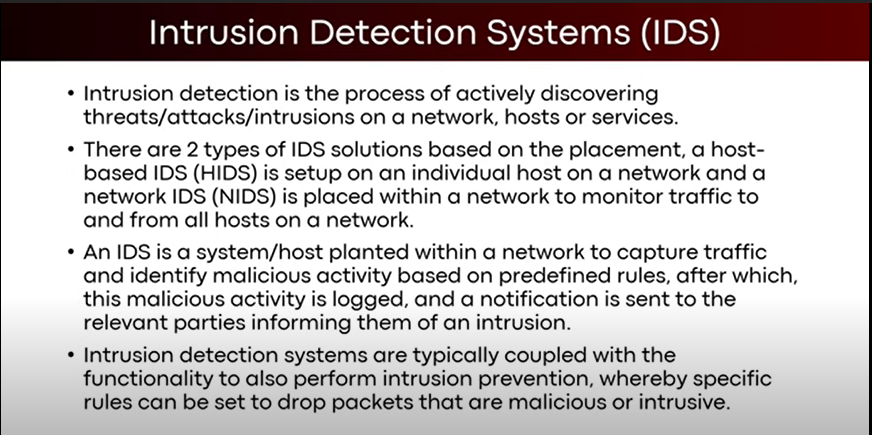 Intrusion Detection Systems (IDS)
• Intrusion detection is the process of actively discovering
threats/attacks/intrusions on a network, hosts or services.
• There are 2 types of IDS solutions based on the placement, a host-
based IDS (HIDS) is setup on an individual host on a network and a
network IDS (NIDS) is placed within a network to monitor traffic to
and from all hosts on a network.
• An IDS is a system/host planted within a network to capture traffic
and identify malicious activity based on predefined rules, after which,
this malicious activity is logged, and a notification is sent to the
relevant parties informing them of an intrusion.
• Intrusion detection systems are typically coupled with the
functionality to also perform intrusion prevention, whereby specific
rules can be set to drop packets that are malicious or intrusive.